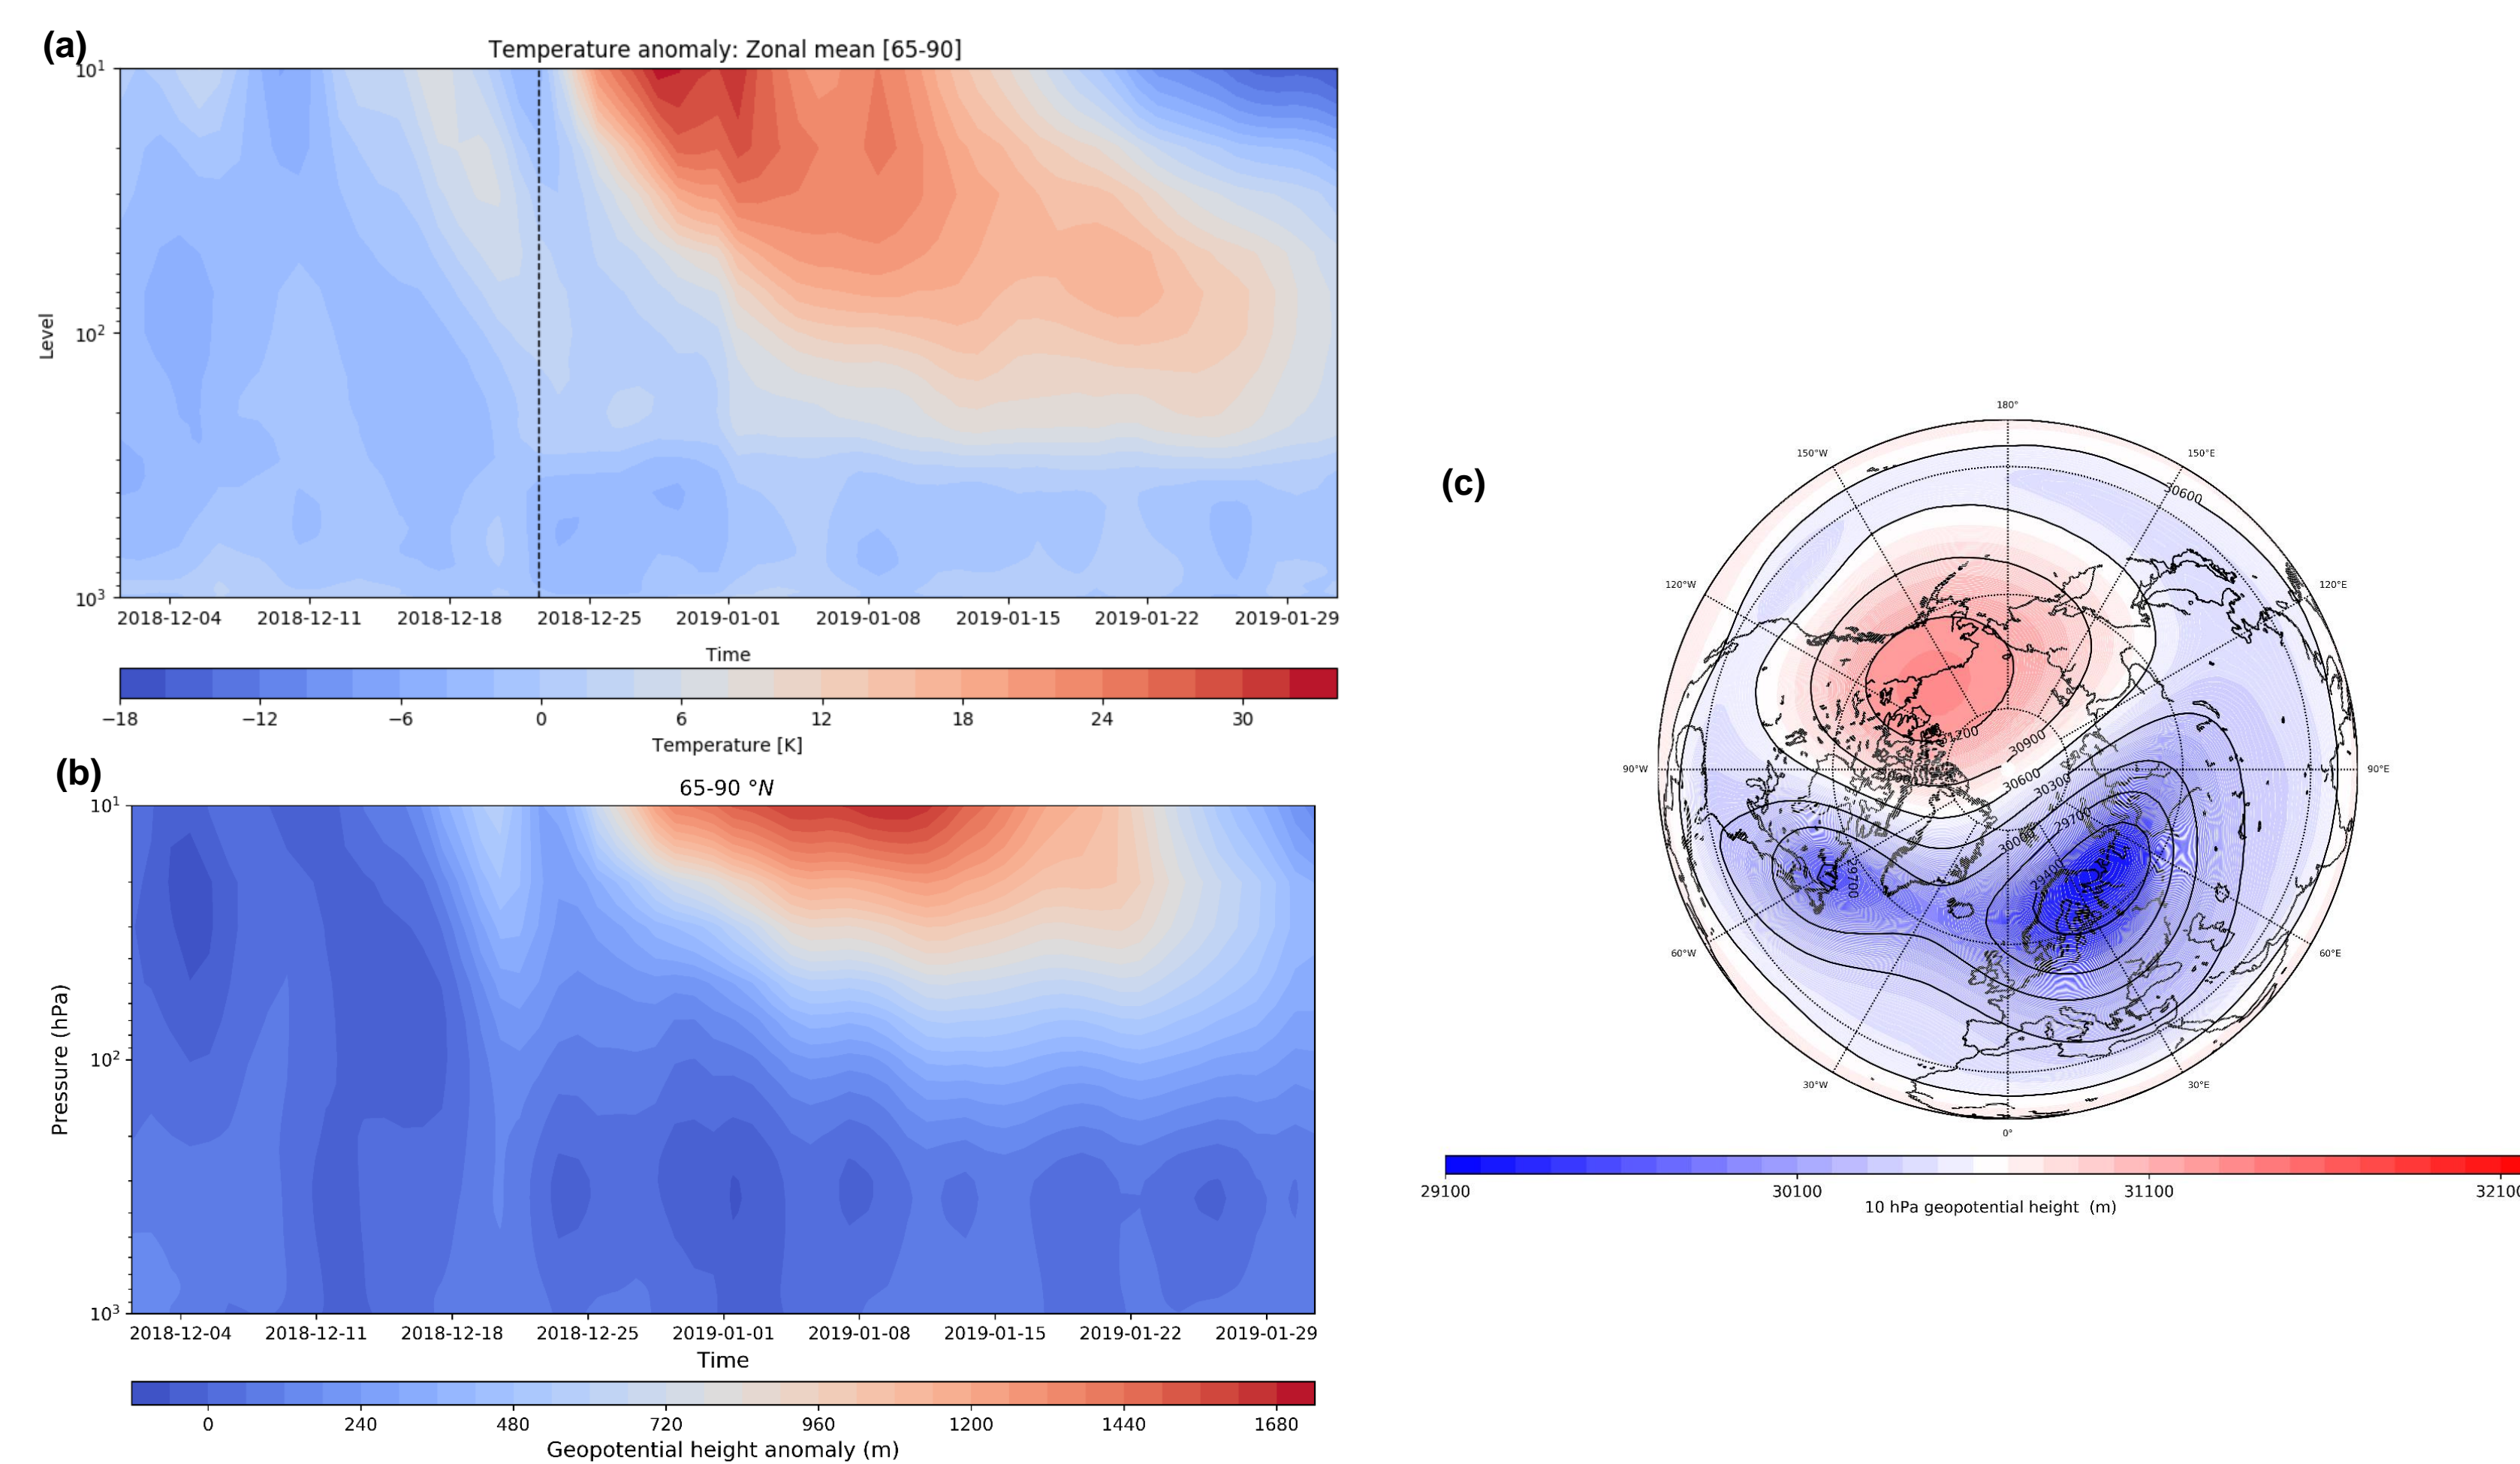 (a)
Temperature anomaly: Zonal mean [65-90]
10¹
10²
10³
Level
2018-12-04 2018-12-11 2018-12-18 2018-12-25 2019-01-01 2019-01-08 2019-01-15 2019-01-22 2019-01-29
Time
−18 −12 −6 0 6 12 18 24 30
Temperature [K]
(b)
65-90 °N
10¹
10²
10³
Pressure (hPa)
2018-12-04 2018-12-11 2018-12-18 2018-12-25 2019-01-01 2019-01-08 2019-01-15 2019-01-22 2019-01-29
Time
0 240 480 720 960 1200 1440 1680
Geopotential height anomaly (m)
(c)
180°
150°W 150°E
30600
120°W 120°E
31200
30900
90°W 90°E
30600
30300
29700
30000
29400
29700
60°W 60°E
30°W 30°E
0°
29100 30100 31100 32100
10 hPa geopotential height (m)